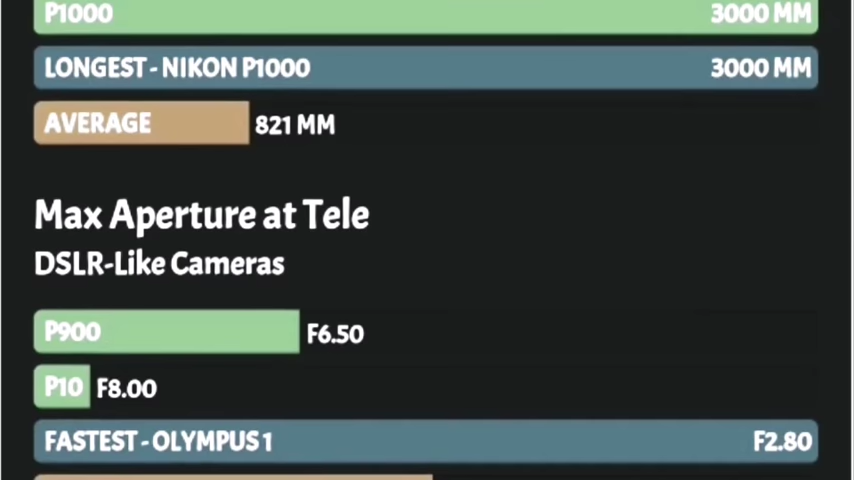 P1000 3000 MM
LONGEST - NIKON P1000 3000 MM
AVERAGE 821 MM
Max Aperture at Tele
DSLR-Like Cameras
P900 F6.50
P10 F8.00
FASTEST - OLYMPUS 1 F2.80